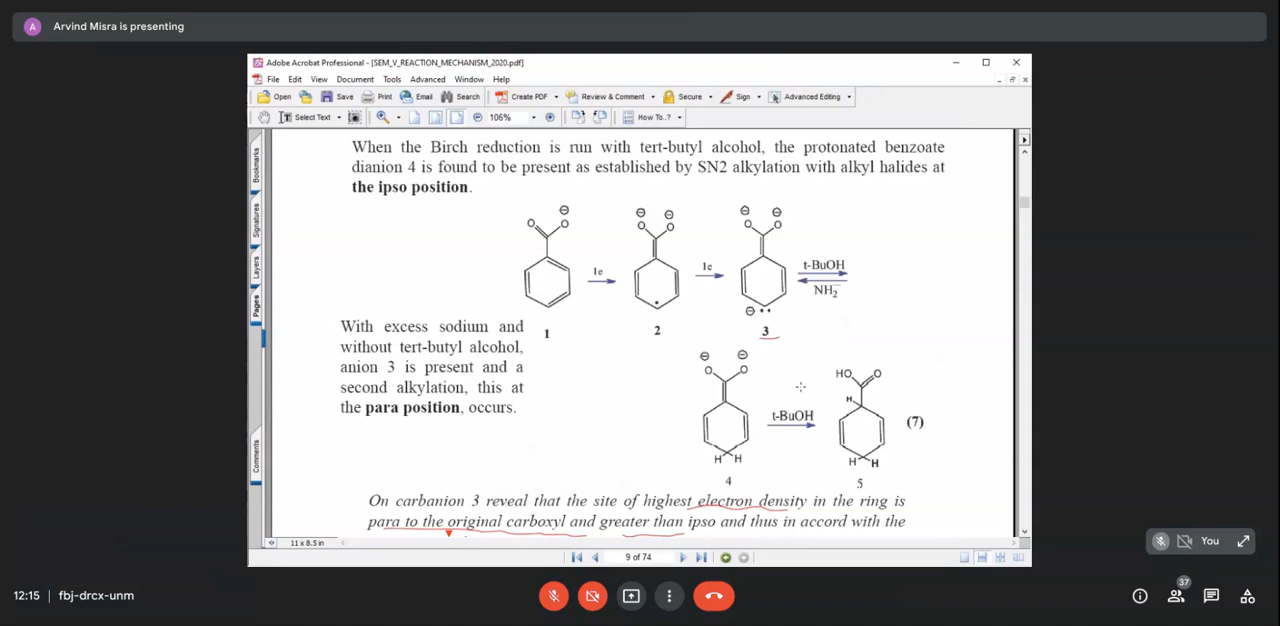 A Arvind Misra is presenting
Adobe Acrobat Professional - [SEM_V_REACTION_MECHANISM_2020.pdf]
File Edit View Document Tools Advanced Window Help
Open Save Print Email Search Create PDF Review & Comment Secure Sign Advanced Editing
Select Text 106% How To..?
Bookmarks
Signatures
Layers
Pages
Comments
When the Birch reduction is run with tert-butyl alcohol, the protonated benzoate
dianion 4 is found to be present as established by SN2 alkylation with alkyl halides at
the ipso position.
⊖ ⊖ ⊖ ⊖ ⊖
O O O O O O
1e 1e t-BuOH
NH2
⊖
1 2 3
With excess sodium and
without tert-butyl alcohol,
anion 3 is present and a
second alkylation, this at
the para position, occurs.
⊖ ⊖
O O HO O
H
t-BuOH (7)
H H H H
4 5
On carbanion 3 reveal that the site of highest electron density in the ring is
para to the original carboxyl and greater than ipso and thus in accord with the
11 x 8.5 in
9 of 74
You
12:15 | fbj-drcx-unm
37